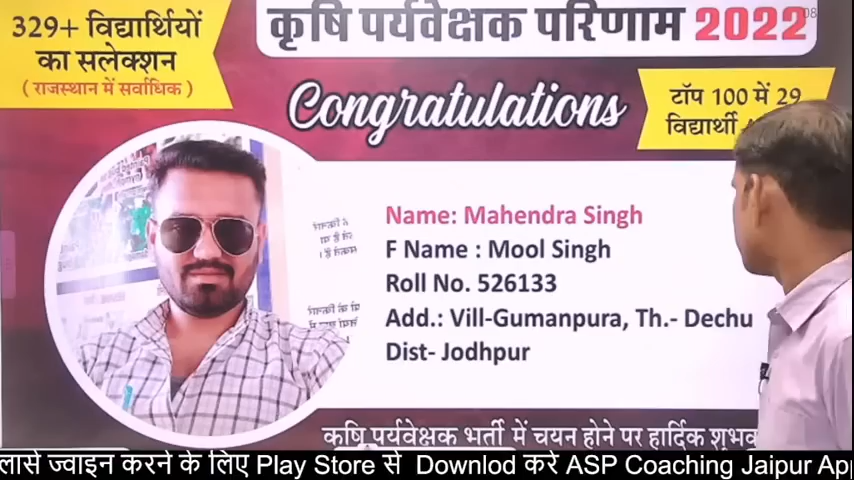 329+ विद्यार्थियों
का सलेक्शन
(राजस्थान में सर्वाधिक)
कृषि पर्यवेक्षक परिणाम 2022
08
Congratulations
टॉप 100 में 29
विद्यार्थी
Name: Mahendra Singh
F Name : Mool Singh
Roll No. 526133
Add.: Vill-Gumanpura, Th.- Dechu
Dist- Jodhpur
कृषि पर्यवेक्षक भर्ती में चयन होने पर हार्दिक
ज्वाइन करने के लिए Play Store से Downlod करे ASP Coaching Jaipur